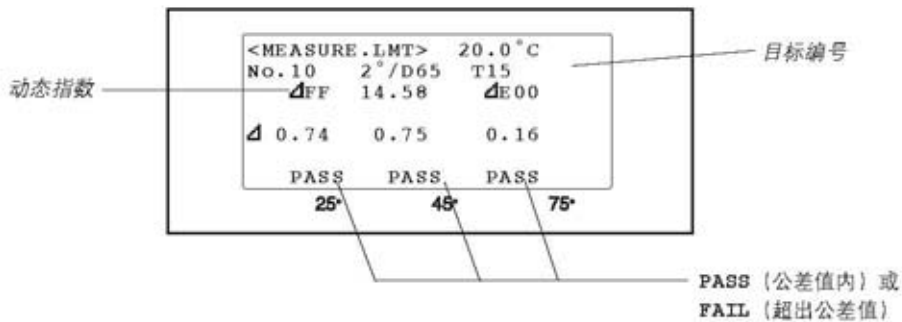 <MEASURE.LMT> 20.0°C
目标编号
No.10 2°/D65 T15
动态指数
⊿FF 14.58 ⊿E00
⊿ 0.74 0.75 0.16
PASS PASS PASS
25° 45° 75°
PASS (公差值内) 或
FAIL (超出公差值)